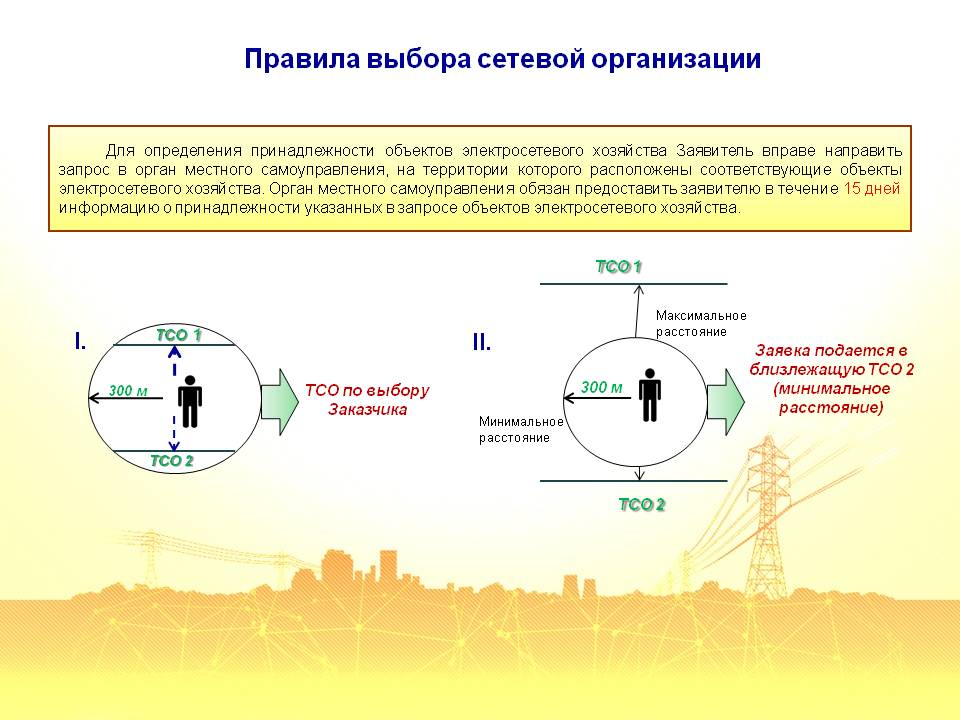 Правила выбора сетевой организации
Для определения принадлежности объектов электросетевого хозяйства Заявитель вправе направить
запрос в орган местного самоуправления, на территории которого расположены соответствующие объекты
электросетевого хозяйства. Орган местного самоуправления обязан предоставить заявителю в течение 15 дней
информацию о принадлежности указанных в запросе объектов электросетевого хозяйства.
I.
ТСО 1
300 м
ТСО 2
ТСО по выбору
Заказчика
II.
ТСО 1
Максимальное
расстояние
300 м
Минимальное
расстояние
ТСО 2
Заявка подается в
близлежащую ТСО 2
(минимальное
расстояние)